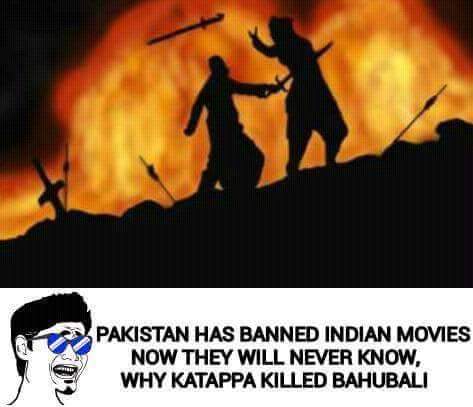 PAKISTAN HAS BANNED INDIAN MOVIES
NOW THEY WILL NEVER KNOW,
WHY KATAPPA KILLED BAHUBALI